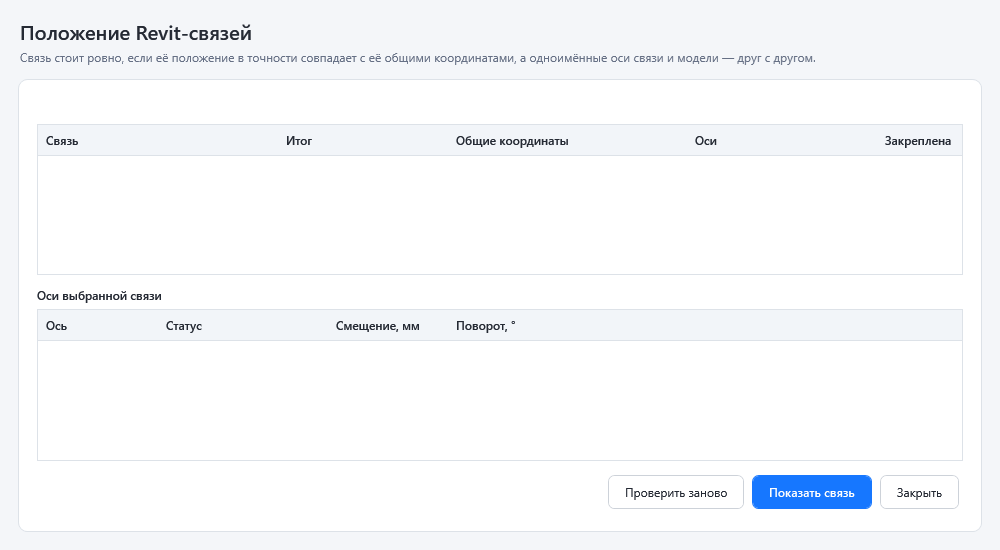 Положение Revit-связей
Связь стоит ровно, если её положение в точности совпадает с её общими координатами, а одноимённые оси связи и модели — друг с другом.
Связь Итог Общие координаты Оси Закреплена
Оси выбранной связи
Ось Статус Смещение, мм Поворот, °
Проверить заново Показать связь Закрыть